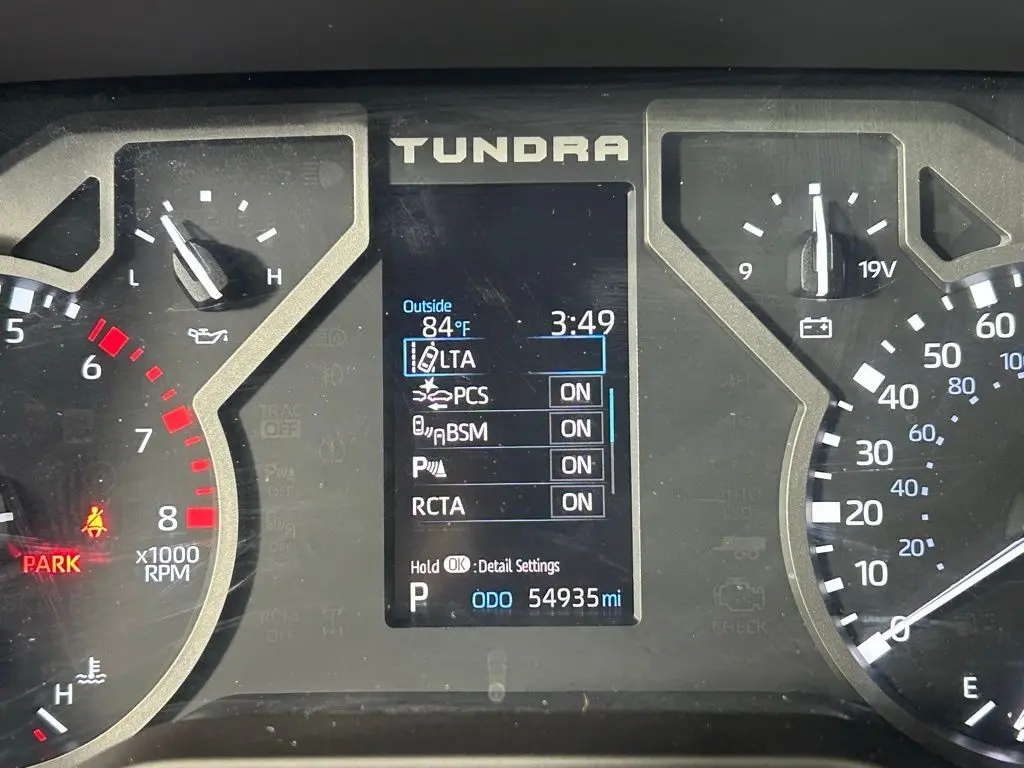 TUNDRA
L H
9 19V
5
6
7
8
x1000
RPM
PARK
H
Outside
84°F 3:49
LTA
PCS ON
BSM ON
P ON
RCTA ON
Hold OK : Detail Settings
P ODO 54935 mi
TRAC
OFF
CHECK
60
50
40
30
20
10
0
80
60
40
20
E